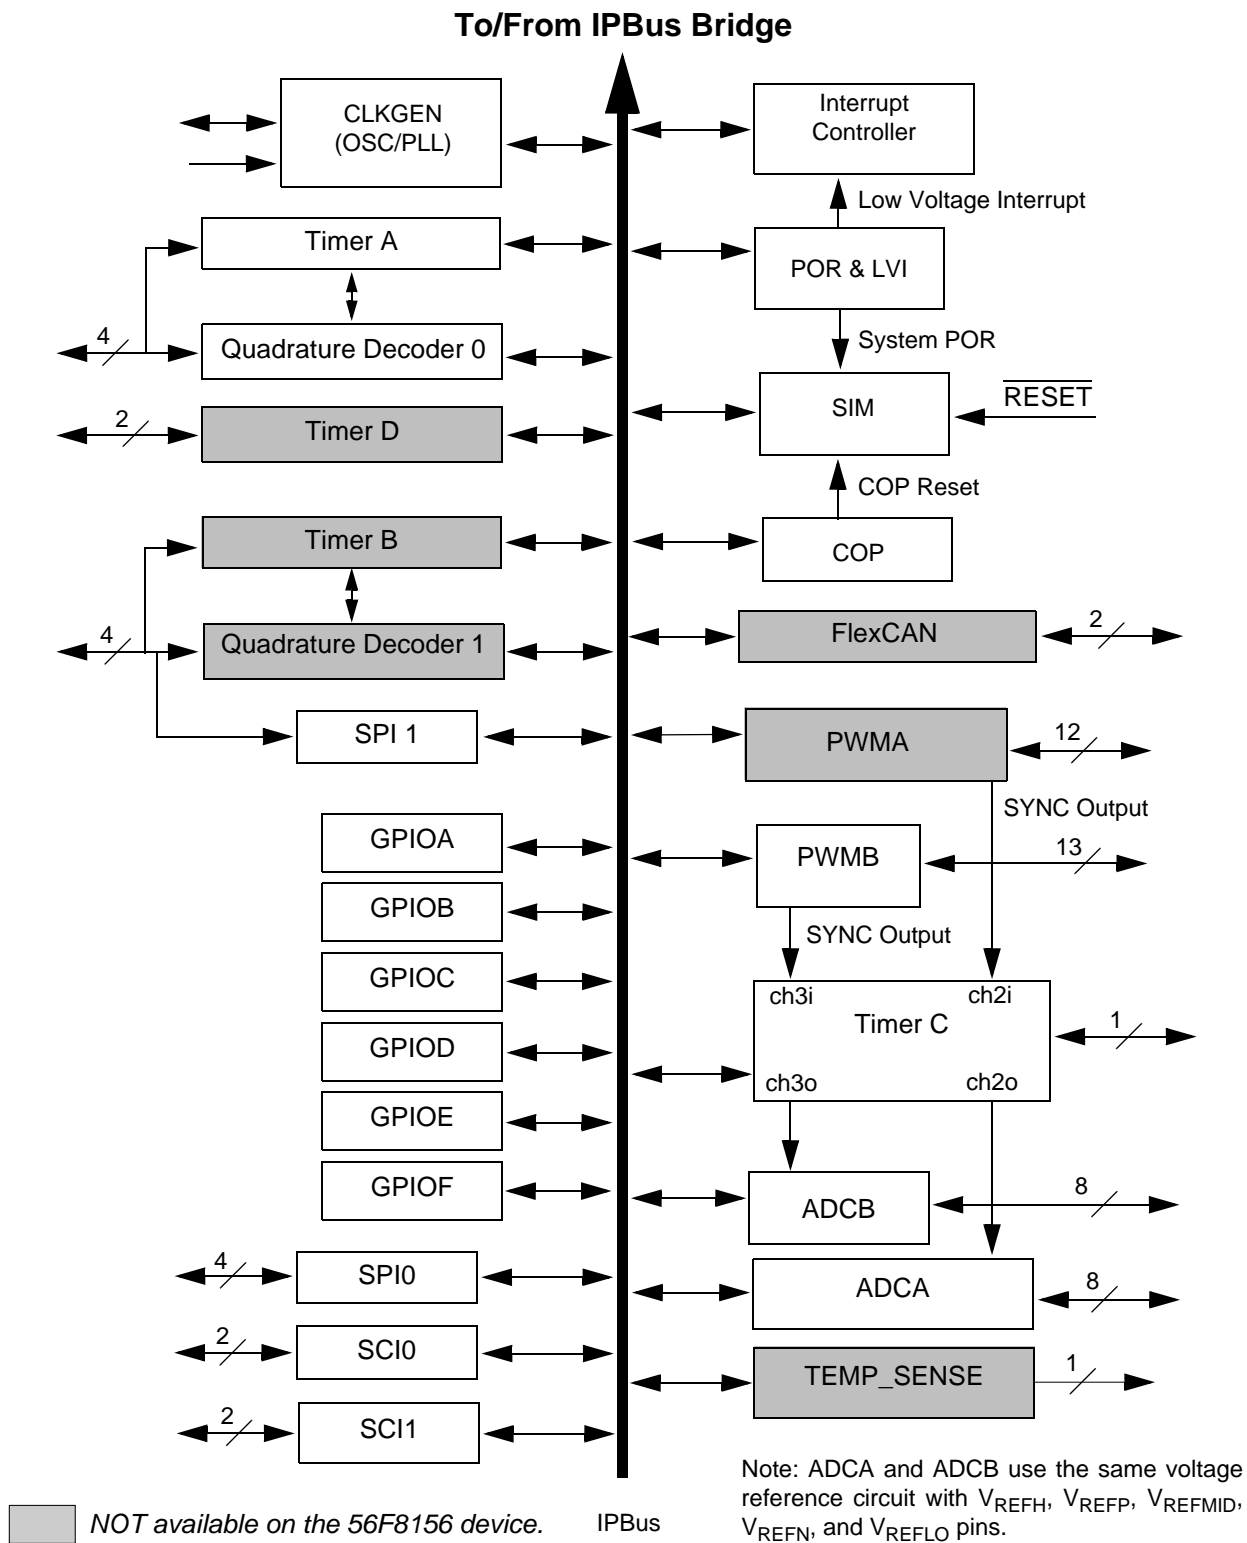 To/From IPBus Bridge
CLKGEN
(OSC/PLL)
Timer A
4
Quadrature Decoder 0
2
Timer D
Timer B
4
Quadrature Decoder 1
SPI 1
GPIOA
GPIOB
GPIOC
GPIOD
GPIOE
GPIOF
4
SPI0
2
SCI0
2
SCI1
Interrupt
Controller
Low Voltage Interrupt
POR & LVI
System POR
SIM
RESET
COP Reset
COP
FlexCAN
2
PWMA
12
SYNC Output
PWMB
13
SYNC Output
ch3i
ch2i
Timer C
1
ch3o
ch2o
ADCB
8
ADCA
8
TEMP_SENSE
1
NOT available on the 56F8156 device.
IPBus
Note: ADCA and ADCB use the same voltage
reference circuit with VREFH, VREFP, VREFMID,
VREFN, and VREFLO pins.